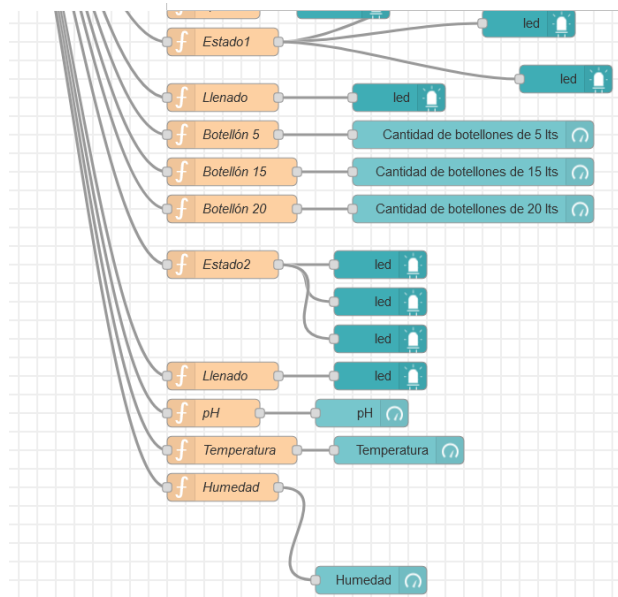 led
Estado1
led
Llenado
led
Botellón 5
Cantidad de botellones de 5 lts
Botellón 15
Cantidad de botellones de 15 lts
Botellón 20
Cantidad de botellones de 20 lts
Estado2
led
led
led
Llenado
led
pH
pH
Temperatura
Temperatura
Humedad
Humedad